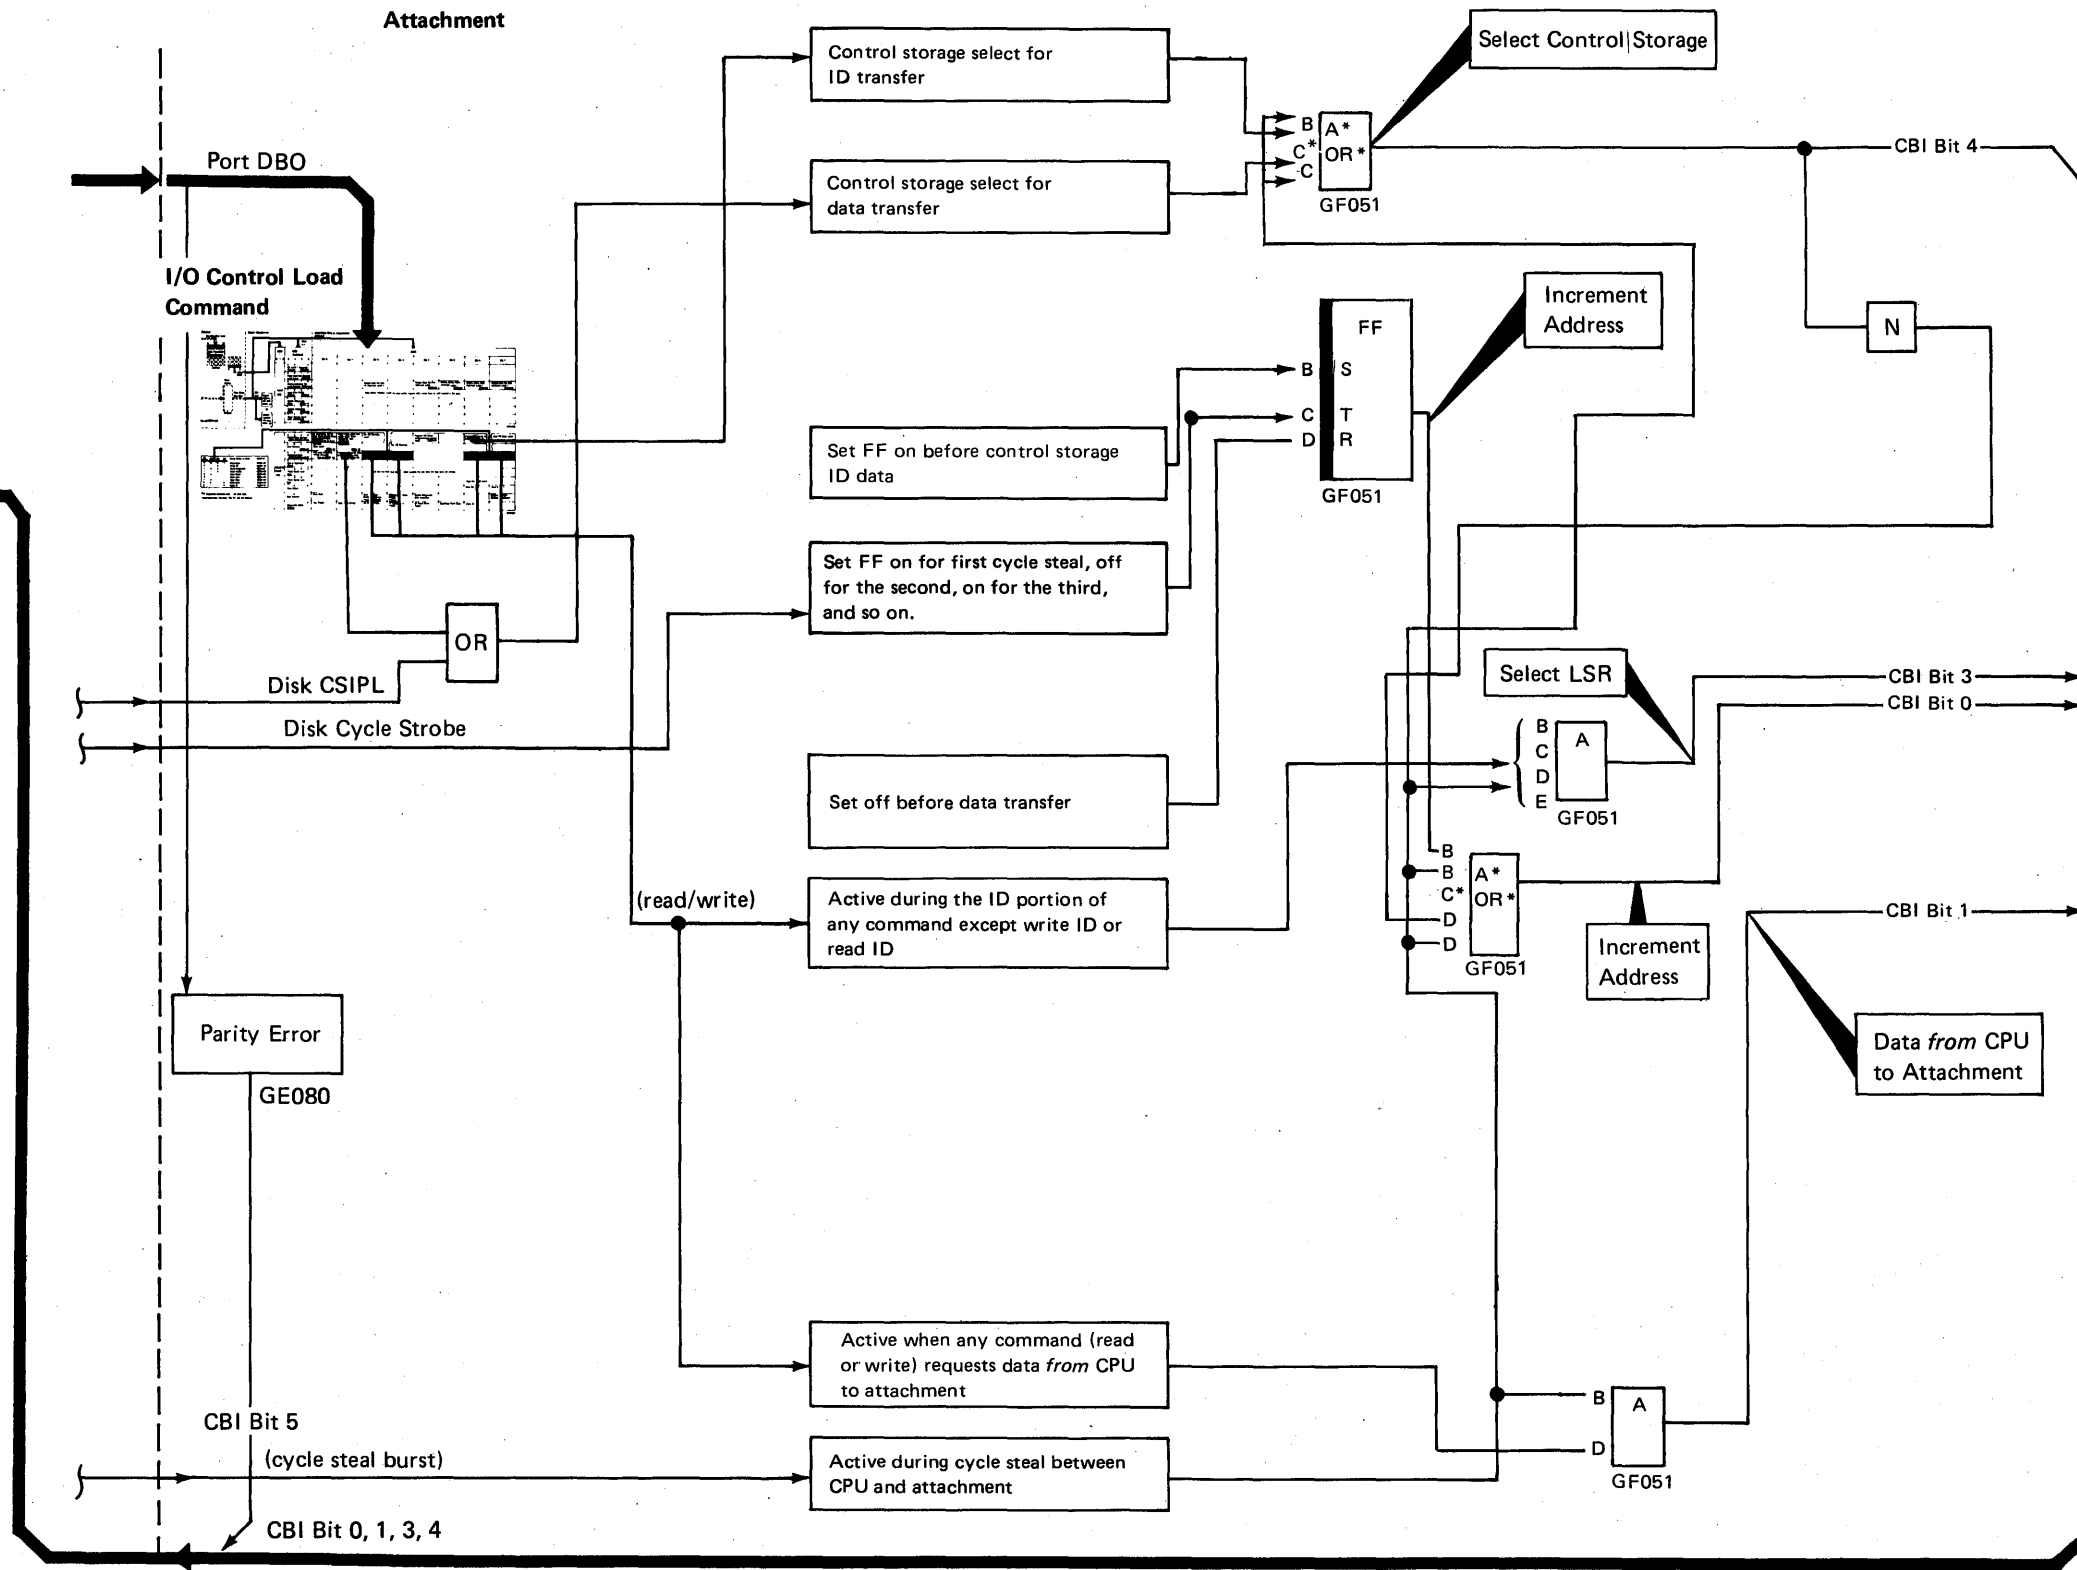 Attachment
Control storage select for
ID transfer
Select Control Storage
B
C*
C
A*
OR*
GF051
CBI Bit 4
Port DBO
Control storage select for
data transfer
I/O Control Load
Command
Increment
Address
N
FF
B
S
C
T
D
R
GF051
Set FF on before control storage
ID data
Set FF on for first cycle steal, off
for the second, on for the third,
and so on.
OR
Disk CSIPL
Disk Cycle Strobe
Select LSR
CBI Bit 3
CBI Bit 0
B
C
D
E
A
GF051
Set off before data transfer
B
B
C*
D
D
A*
OR*
GF051
(read/write)
Active during the ID portion of
any command except write ID or
read ID
CBI Bit 1
Increment
Address
Parity Error
GE080
Data from CPU
to Attachment
Active when any command (read
or write) requests data from CPU
to attachment
B
D
A
GF051
CBI Bit 5
(cycle steal burst)
Active during cycle steal between
CPU and attachment
CBI Bit 0, 1, 3, 4